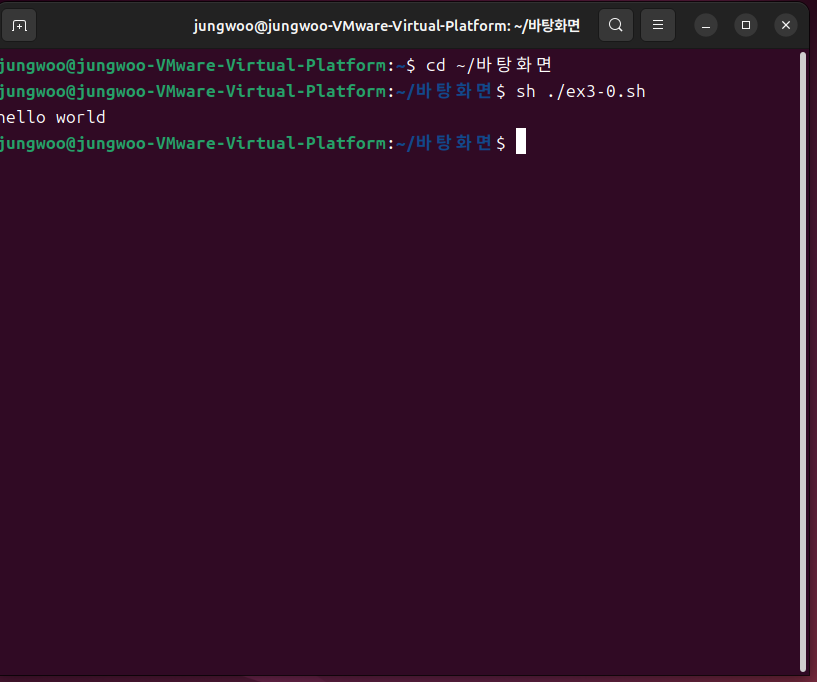 jungwoo@jungwoo-VMware-Virtual-Platform: ~/바탕화면
jungwoo@jungwoo-VMware-Virtual-Platform:~$ cd ~/바탕화면
jungwoo@jungwoo-VMware-Virtual-Platform:~/바탕화면$ sh ./ex3-0.sh
hello world
jungwoo@jungwoo-VMware-Virtual-Platform:~/바탕화면$